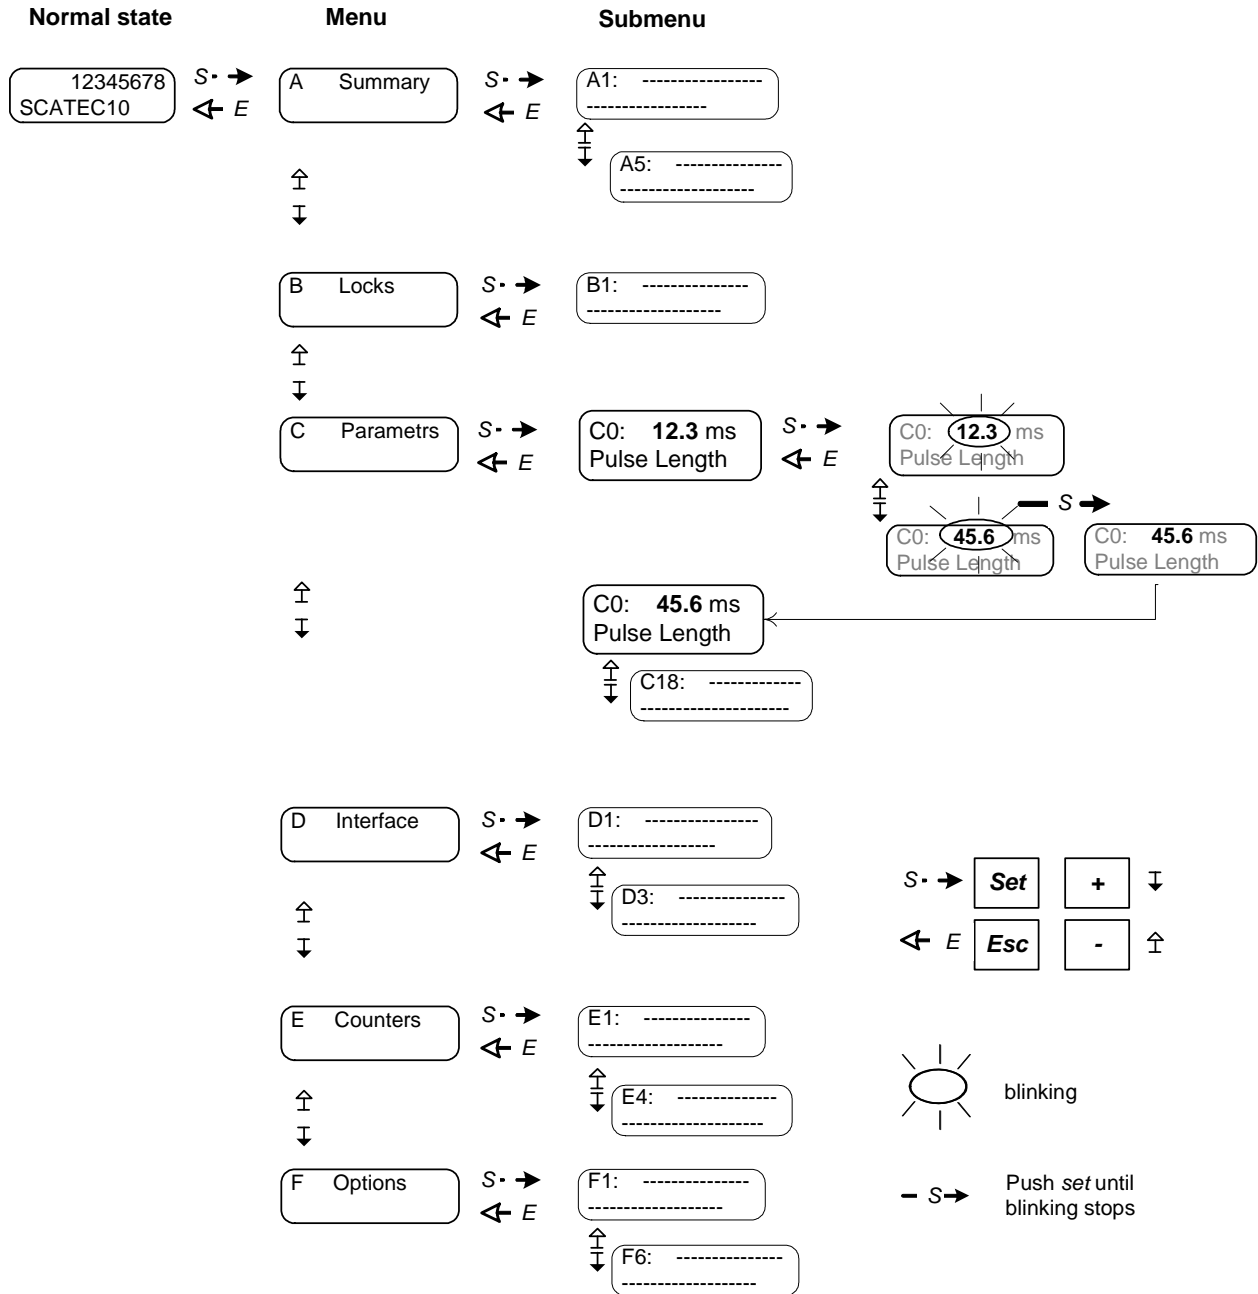 Normal state
Menu
Submenu
12345678
SCATEC10
S
E
A Summary
S
E
A1: -----------------
-----------------
A5: ---------------
-------------------
B Locks
S
E
B1: ---------------
-------------------
C Parametrs
S
E
C0: 12.3 ms
Pulse Length
S
E
C0: 12.3 ms
Pulse Length
C0: 45.6 ms
Pulse Length
S
C0: 45.6 ms
Pulse Length
C0: 45.6 ms
Pulse Length
C18: -------------
---------------------
D Interface
S
E
D1: ----------------
------------------
D3: ---------------
-------------------
S Set +
E Esc -
E Counters
S
E
E1: ---------------
-------------------
E4: --------------
--------------------
blinking
F Options
S
E
F1: ---------------
-------------------
F6: ---------------
-------------------
S Push set until
blinking stops